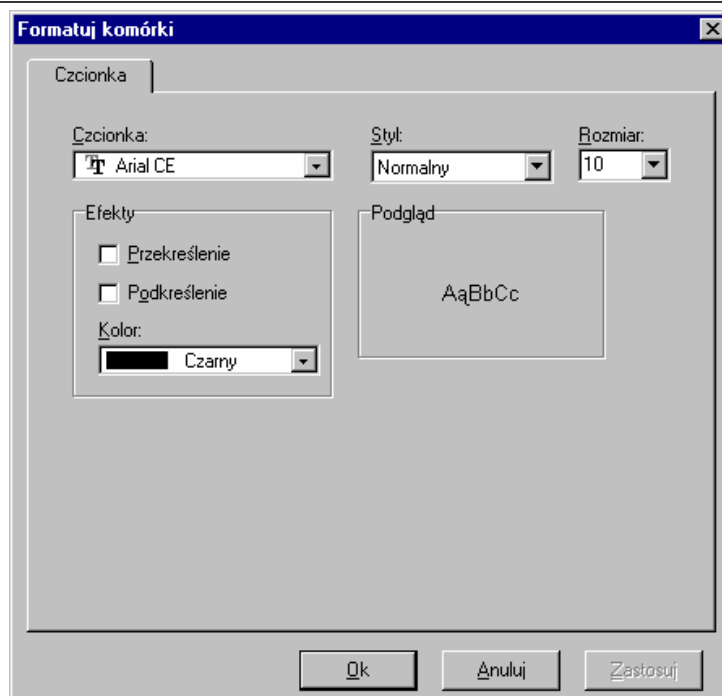 Formatuj komórki
Czcionka
Czcionka:
Styl:
Rozmiar:
Arial CE
Normalny
10
Efekty
Podgląd
Przekreślenie
Podkreślenie
AąBbCc
Kolor:
Czarny
Ok
Anuluj
Zastosuj